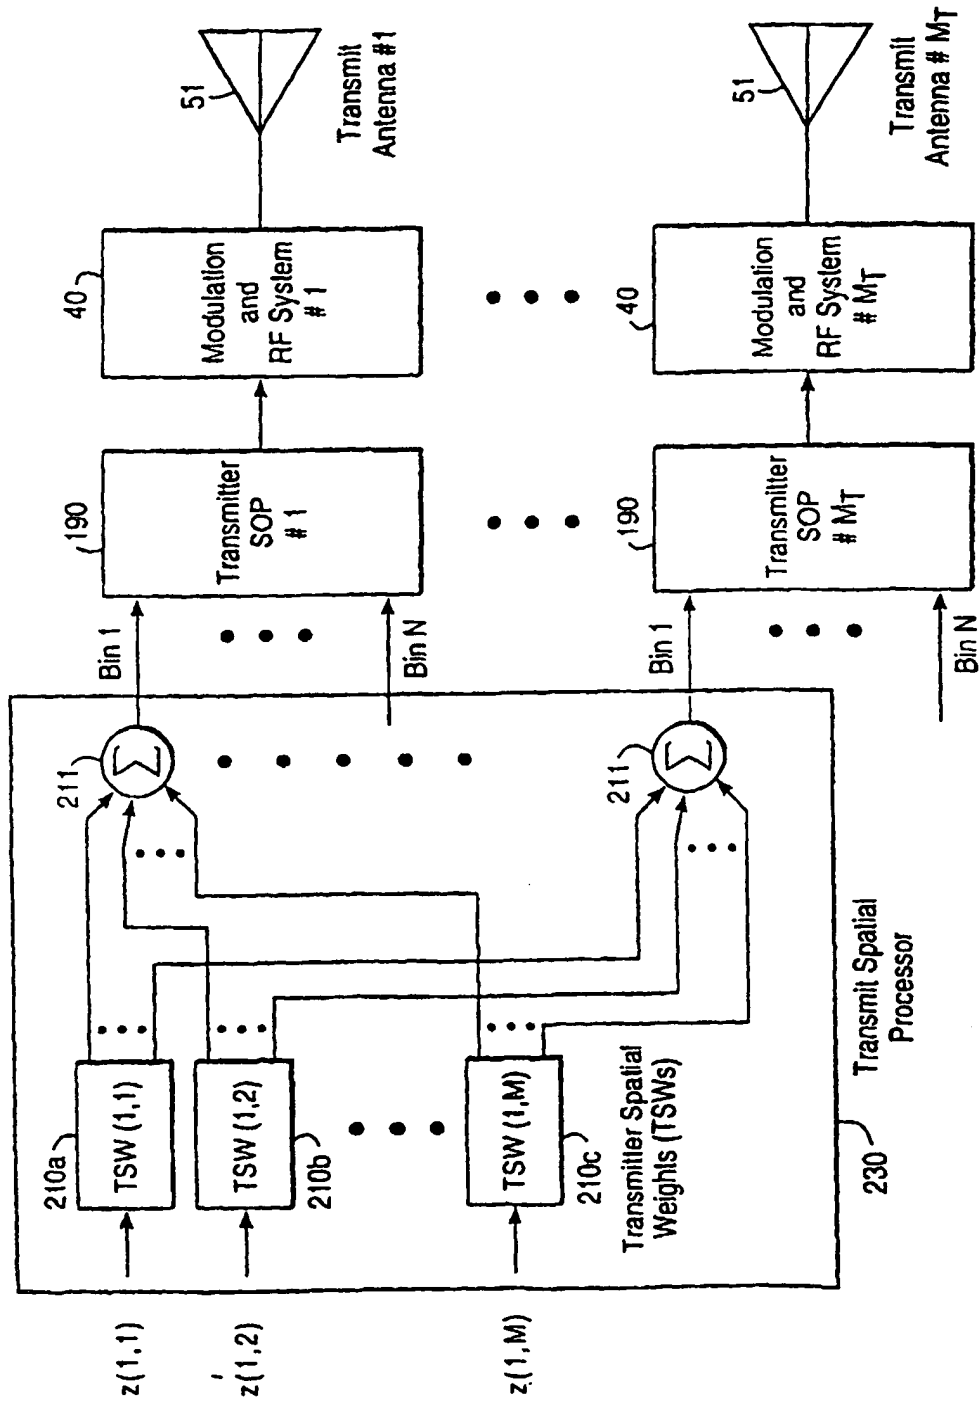 z(1,1)
z(1,2)
z(1,M)
210a
TSW (1,1)
TSW (1,2)
210b
TSW (1,M)
210c
Transmitter Spatial
Weights (TSWs)
230
Transmit Spatial
Processor
211
Σ
211
Σ
Bin 1
Bin N
Bin 1
Bin N
190
Transmitter
SOP
# 1
190
Transmitter
SOP
# MT
40
Modulation
and
RF System
# 1
40
Modulation
and
RF System
# MT
51
Transmit
Antenna #1
51
Transmit
Antenna # MT